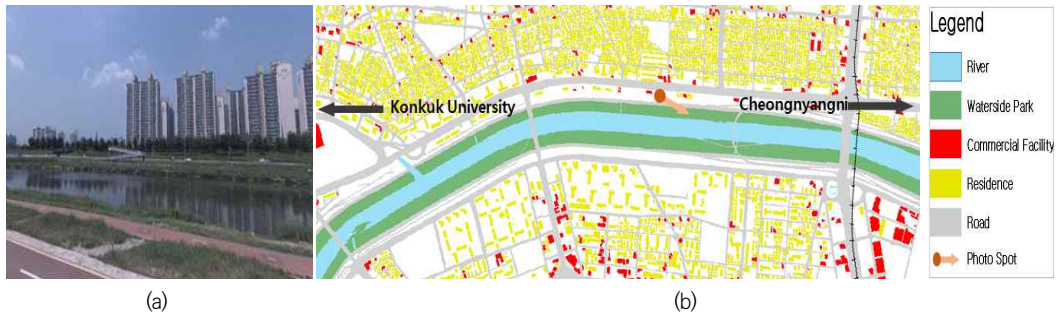 Konkuk University
Cheongnyangni
Legend
River
Waterside Park
Commercial Facility
Residence
Road
Photo Spot
(a)
(b)